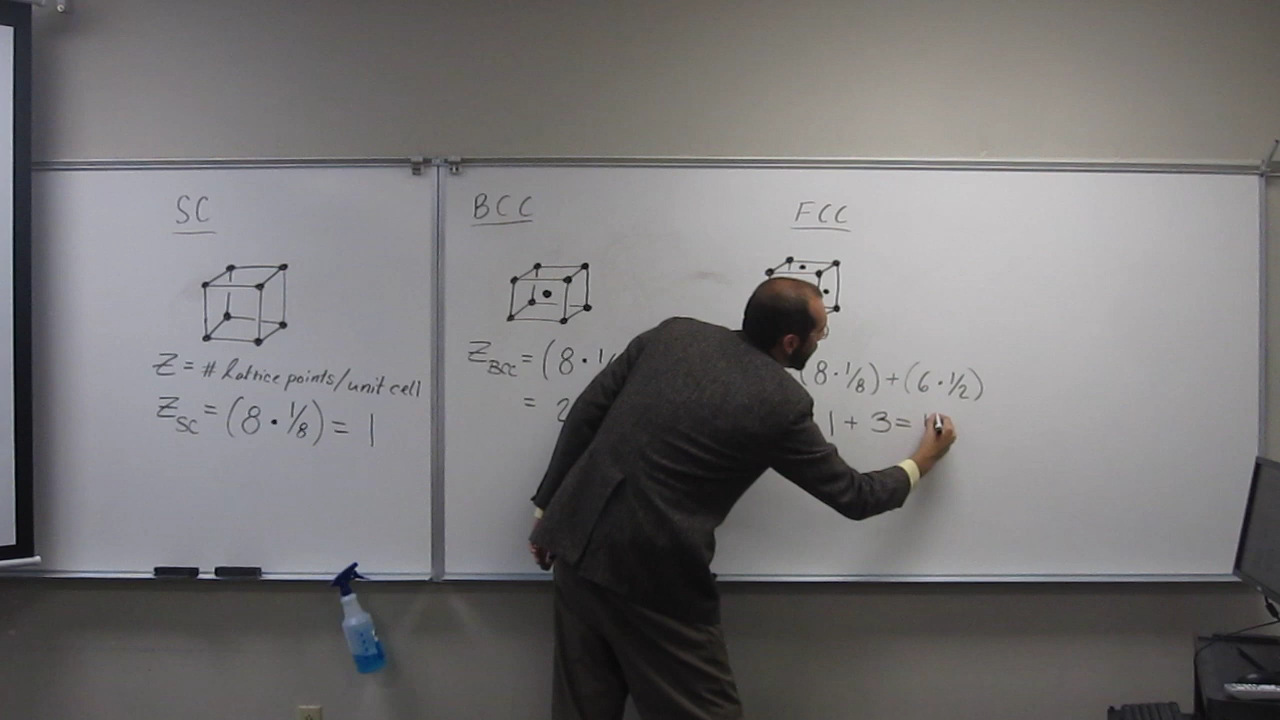 SC
Z = # lattice points/unit cell
Z_SC = (8 · 1/8) = 1
BCC
Z_BCC = (8 ·
= 2
FCC
(8 · 1/8) + (6 · 1/2)
1 + 3 =